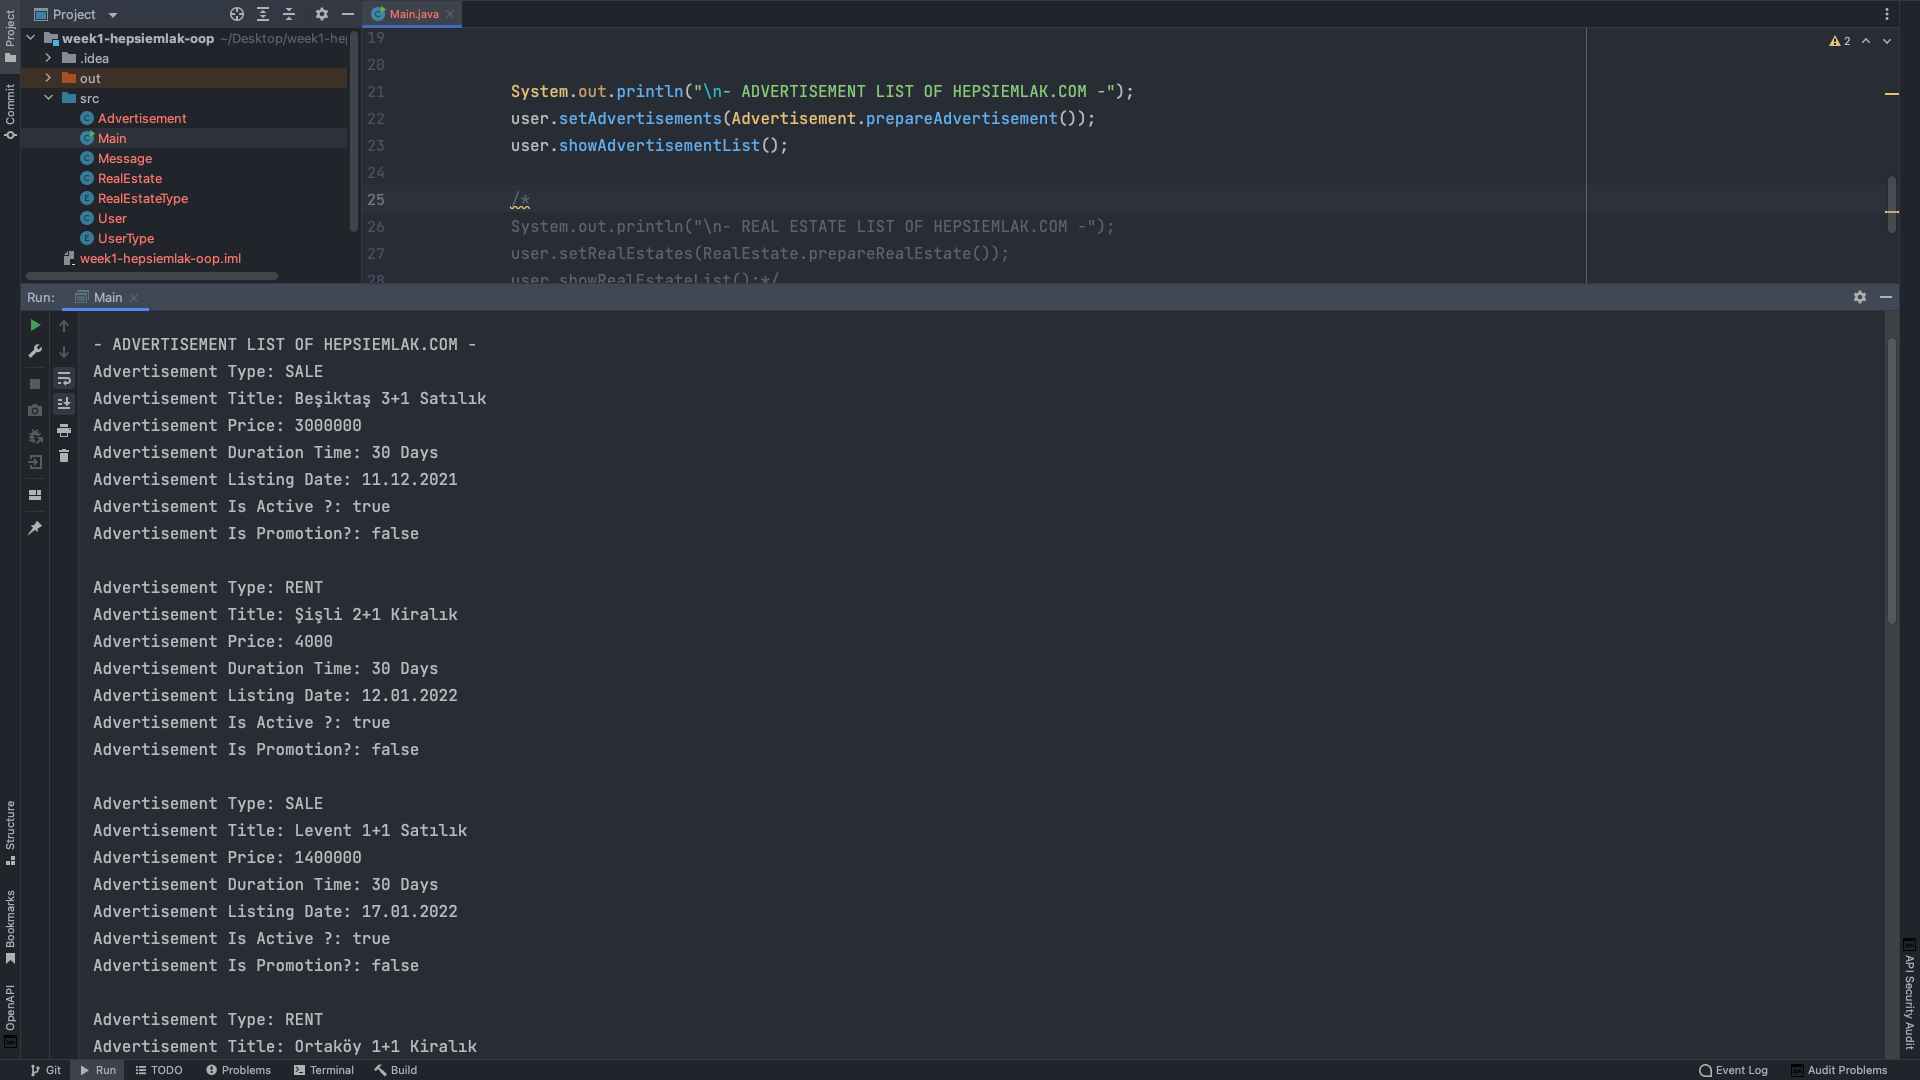 Project
Main.java
week1-hepsiemlak-oop ~/Desktop/week1-hep
.idea
out
src
Advertisement
Main
Message
RealEstate
RealEstateType
User
UserType
week1-hepsiemlak-oop.iml
Project
Commit
Structure
Bookmarks
OpenAPI
19
20
21 System.out.println("\n- ADVERTISEMENT LIST OF HEPSIEMLAK.COM -");
22 user.setAdvertisements(Advertisement.prepareAdvertisement());
23 user.showAdvertisementList();
24
25 /*
26 System.out.println("\n- REAL ESTATE LIST OF HEPSIEMLAK.COM -");
27 user.setRealEstates(RealEstate.prepareRealEstate());
28 user.showRealEstateList();*/
2
Run: Main
- ADVERTISEMENT LIST OF HEPSIEMLAK.COM -
Advertisement Type: SALE
Advertisement Title: Beşiktaş 3+1 Satılık
Advertisement Price: 3000000
Advertisement Duration Time: 30 Days
Advertisement Listing Date: 11.12.2021
Advertisement Is Active ?: true
Advertisement Is Promotion?: false
Advertisement Type: RENT
Advertisement Title: Şişli 2+1 Kiralık
Advertisement Price: 4000
Advertisement Duration Time: 30 Days
Advertisement Listing Date: 12.01.2022
Advertisement Is Active ?: true
Advertisement Is Promotion?: false
Advertisement Type: SALE
Advertisement Title: Levent 1+1 Satılık
Advertisement Price: 1400000
Advertisement Duration Time: 30 Days
Advertisement Listing Date: 17.01.2022
Advertisement Is Active ?: true
Advertisement Is Promotion?: false
Advertisement Type: RENT
Advertisement Title: Ortaköy 1+1 Kiralık
API Security Audit
Git Run TODO Problems Terminal Build
Event Log Audit Problems